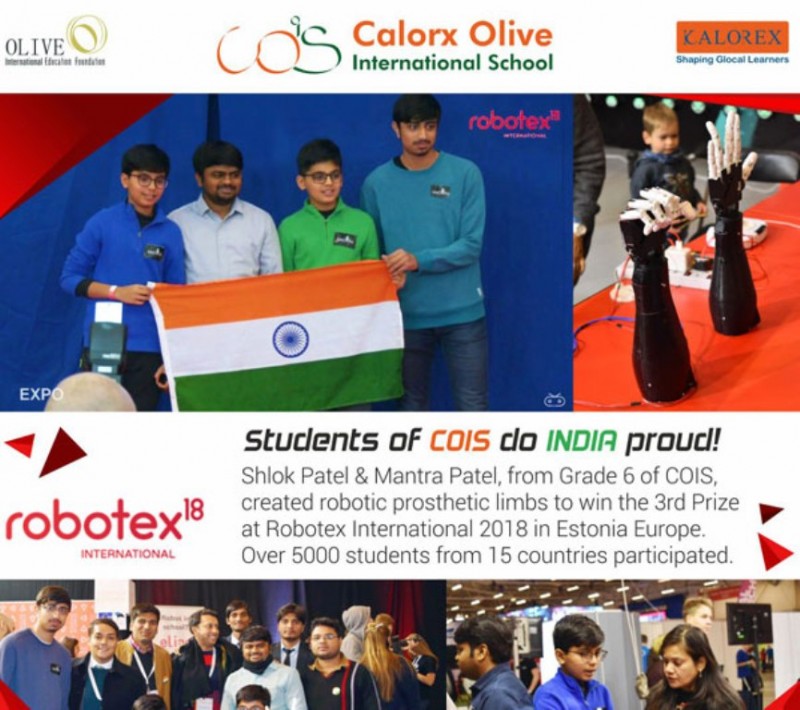 OLIVE
International Education Foundation
Calorx Olive
International School
KALOREX
Shaping Glocal Learners
robotex18
INTERNATIONAL
EXPO
Students of COIS do INDIA proud!
Shlok Patel & Mantra Patel, from Grade 6 of COIS,
created robotic prosthetic limbs to win the 3rd Prize
at Robotex International 2018 in Estonia Europe.
Over 5000 students from 15 countries participated.
robotex18
INTERNATIONAL